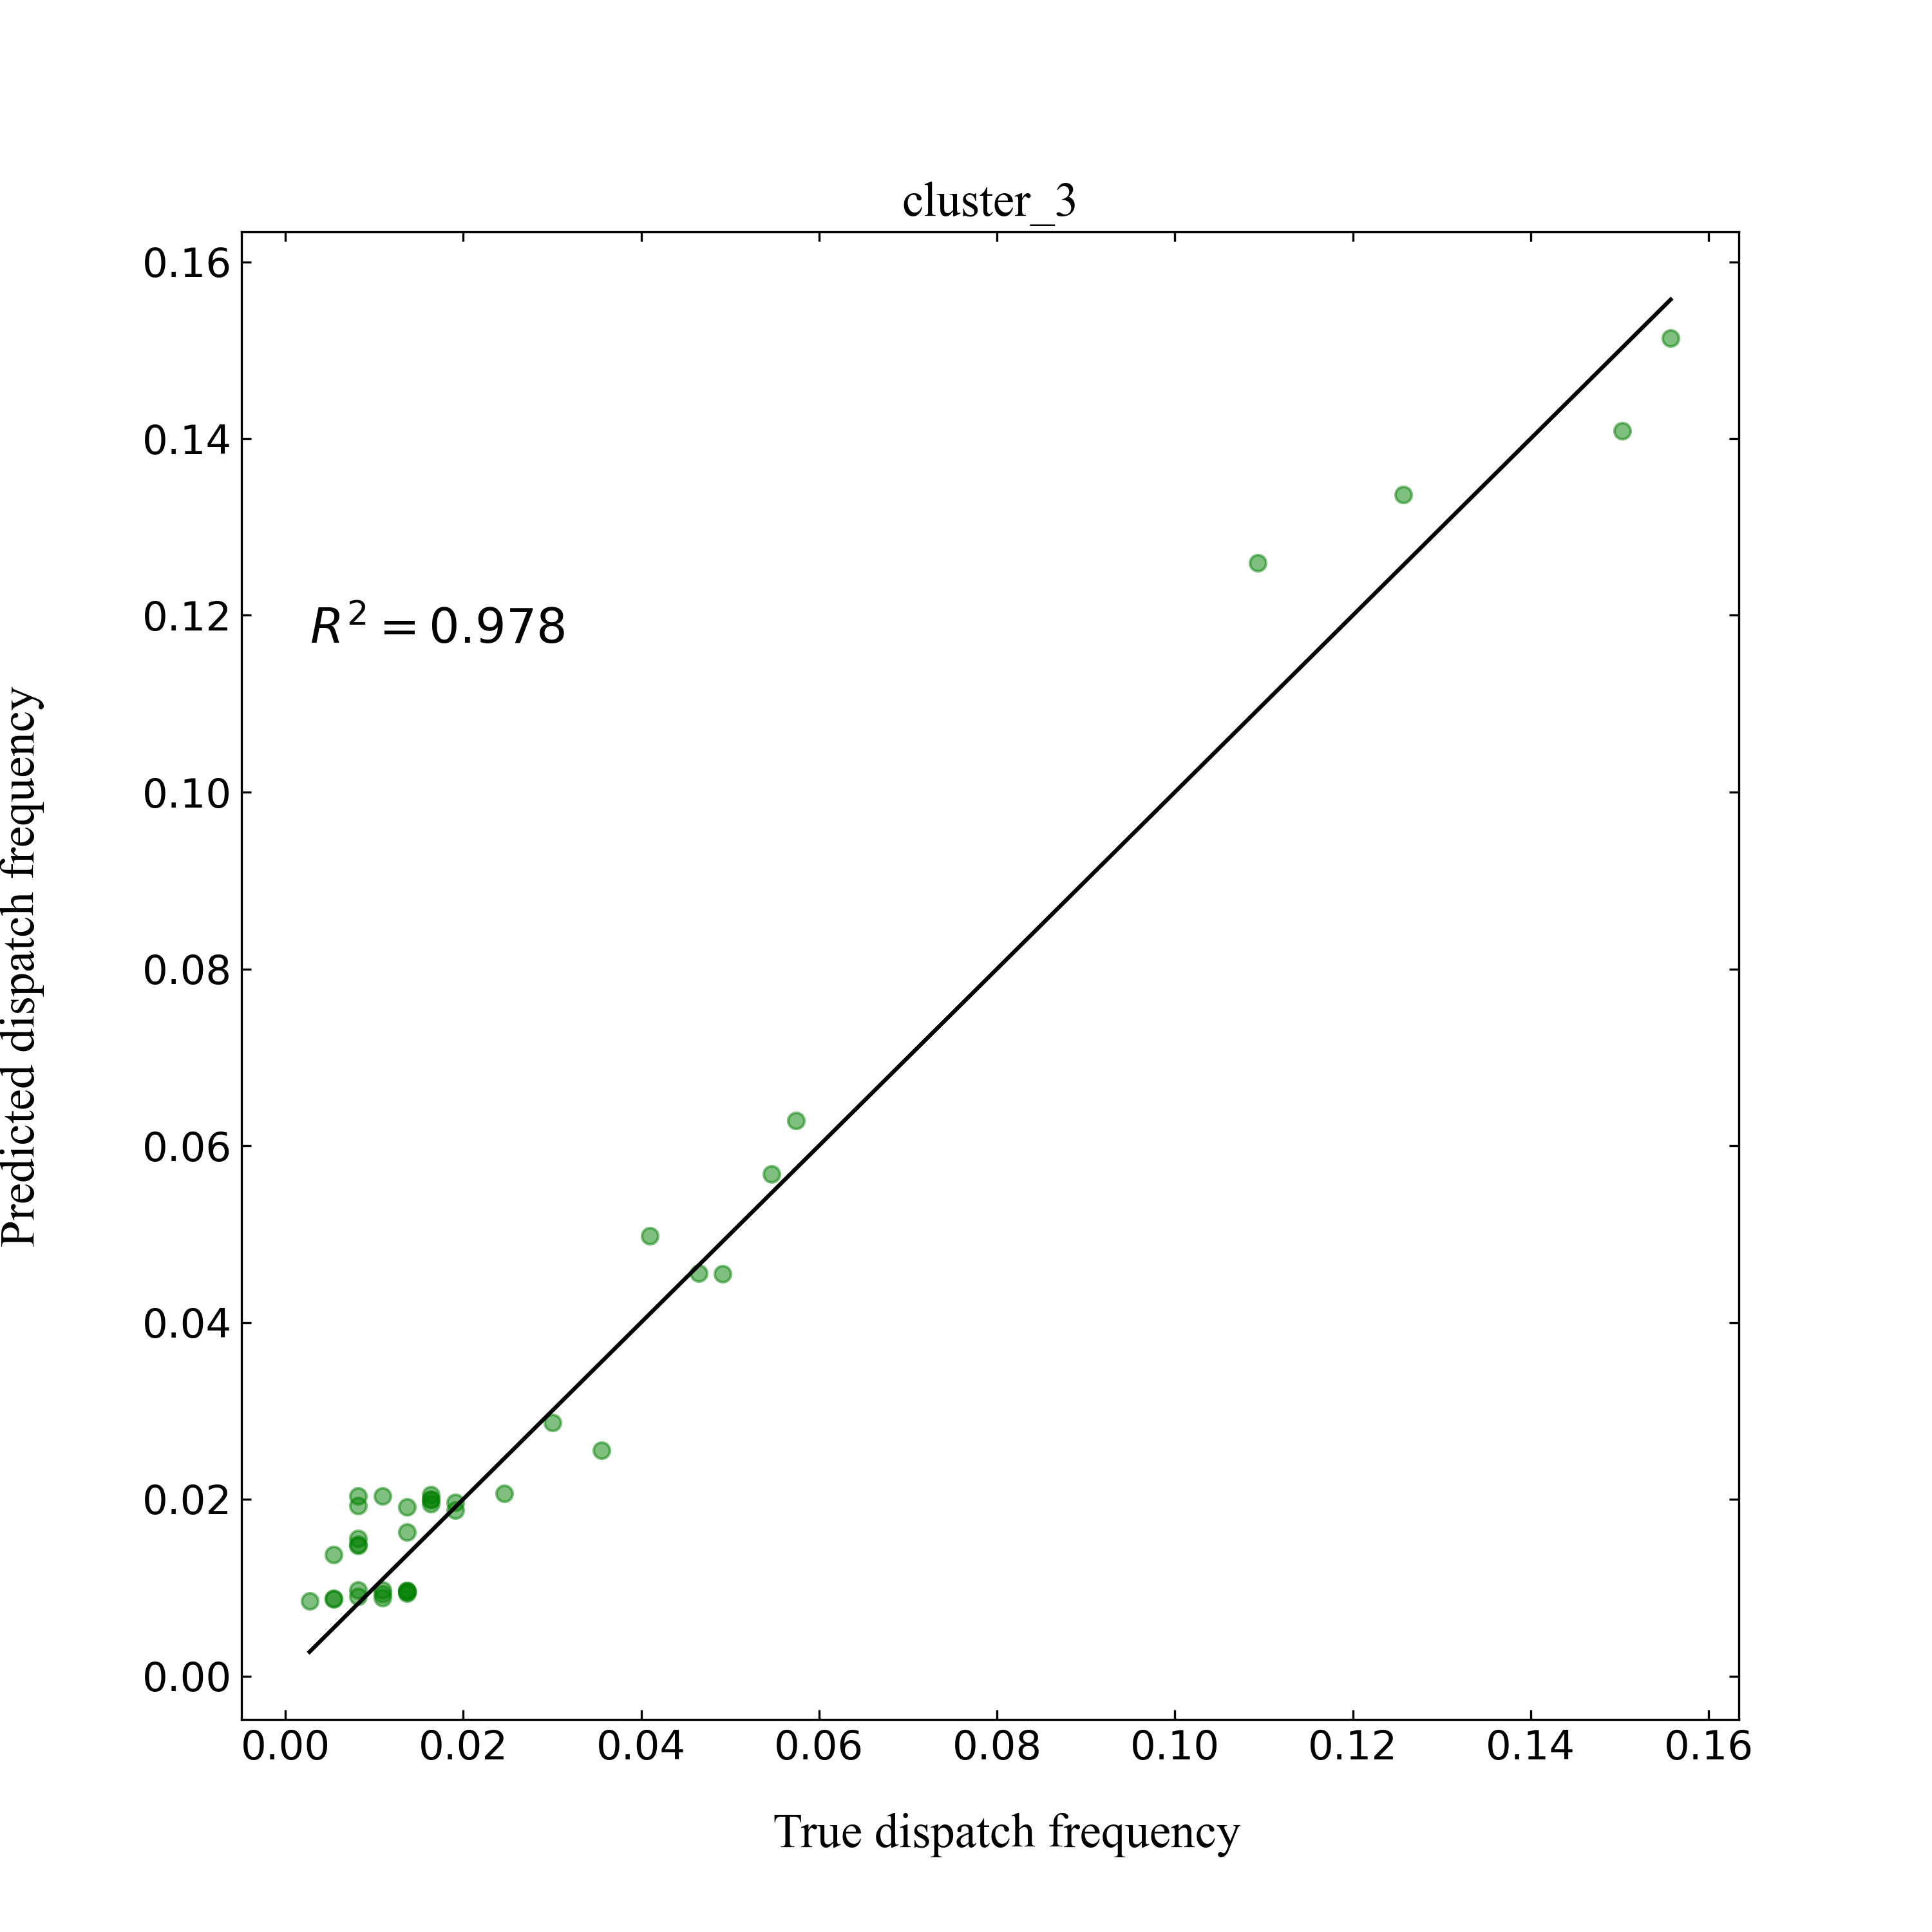 cluster_3
0.16
0.14
0.12
0.10
0.08
0.06
0.04
0.02
0.00
R² = 0.978
Predicted dispatch frequency
0.00 0.02 0.04 0.06 0.08 0.10 0.12 0.14 0.16
True dispatch frequency